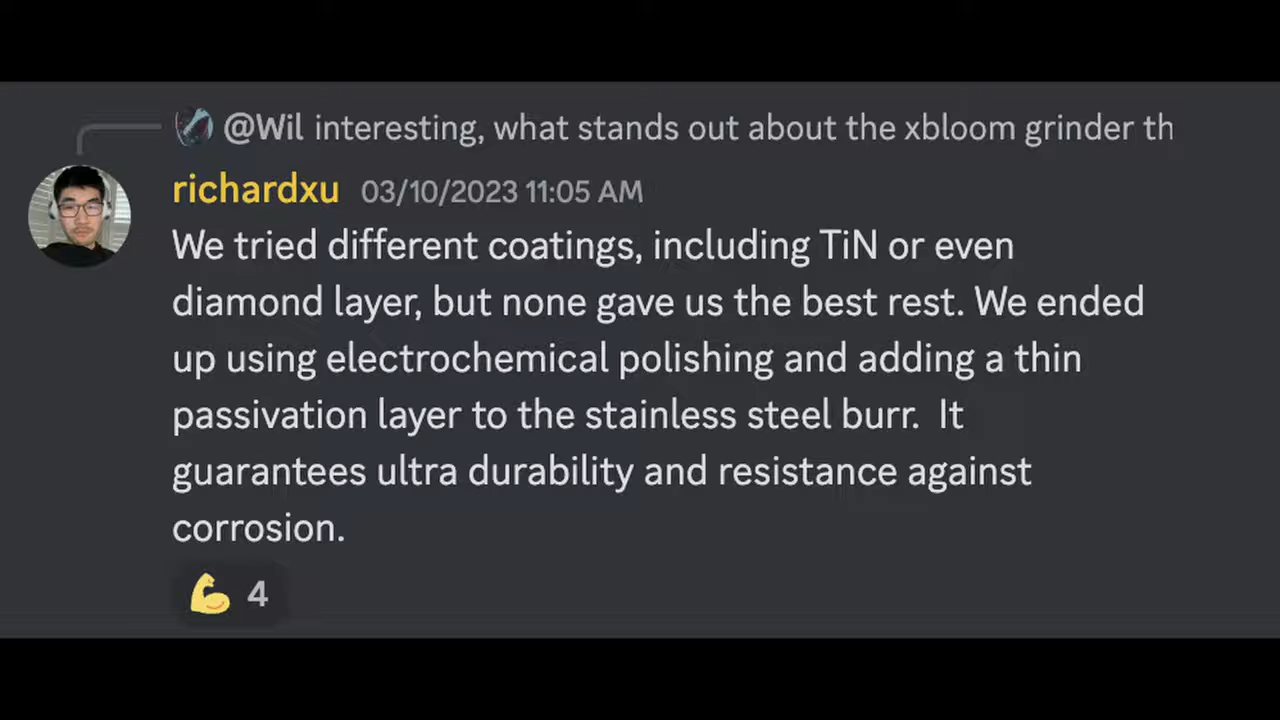 @Wil interesting, what stands out about the xbloom grinder th
richardxu 03/10/2023 11:05 AM
We tried different coatings, including TiN or even
diamond layer, but none gave us the best rest. We ended
up using electrochemical polishing and adding a thin
passivation layer to the stainless steel burr.  It
guarantees ultra durability and resistance against
corrosion.
💪 4